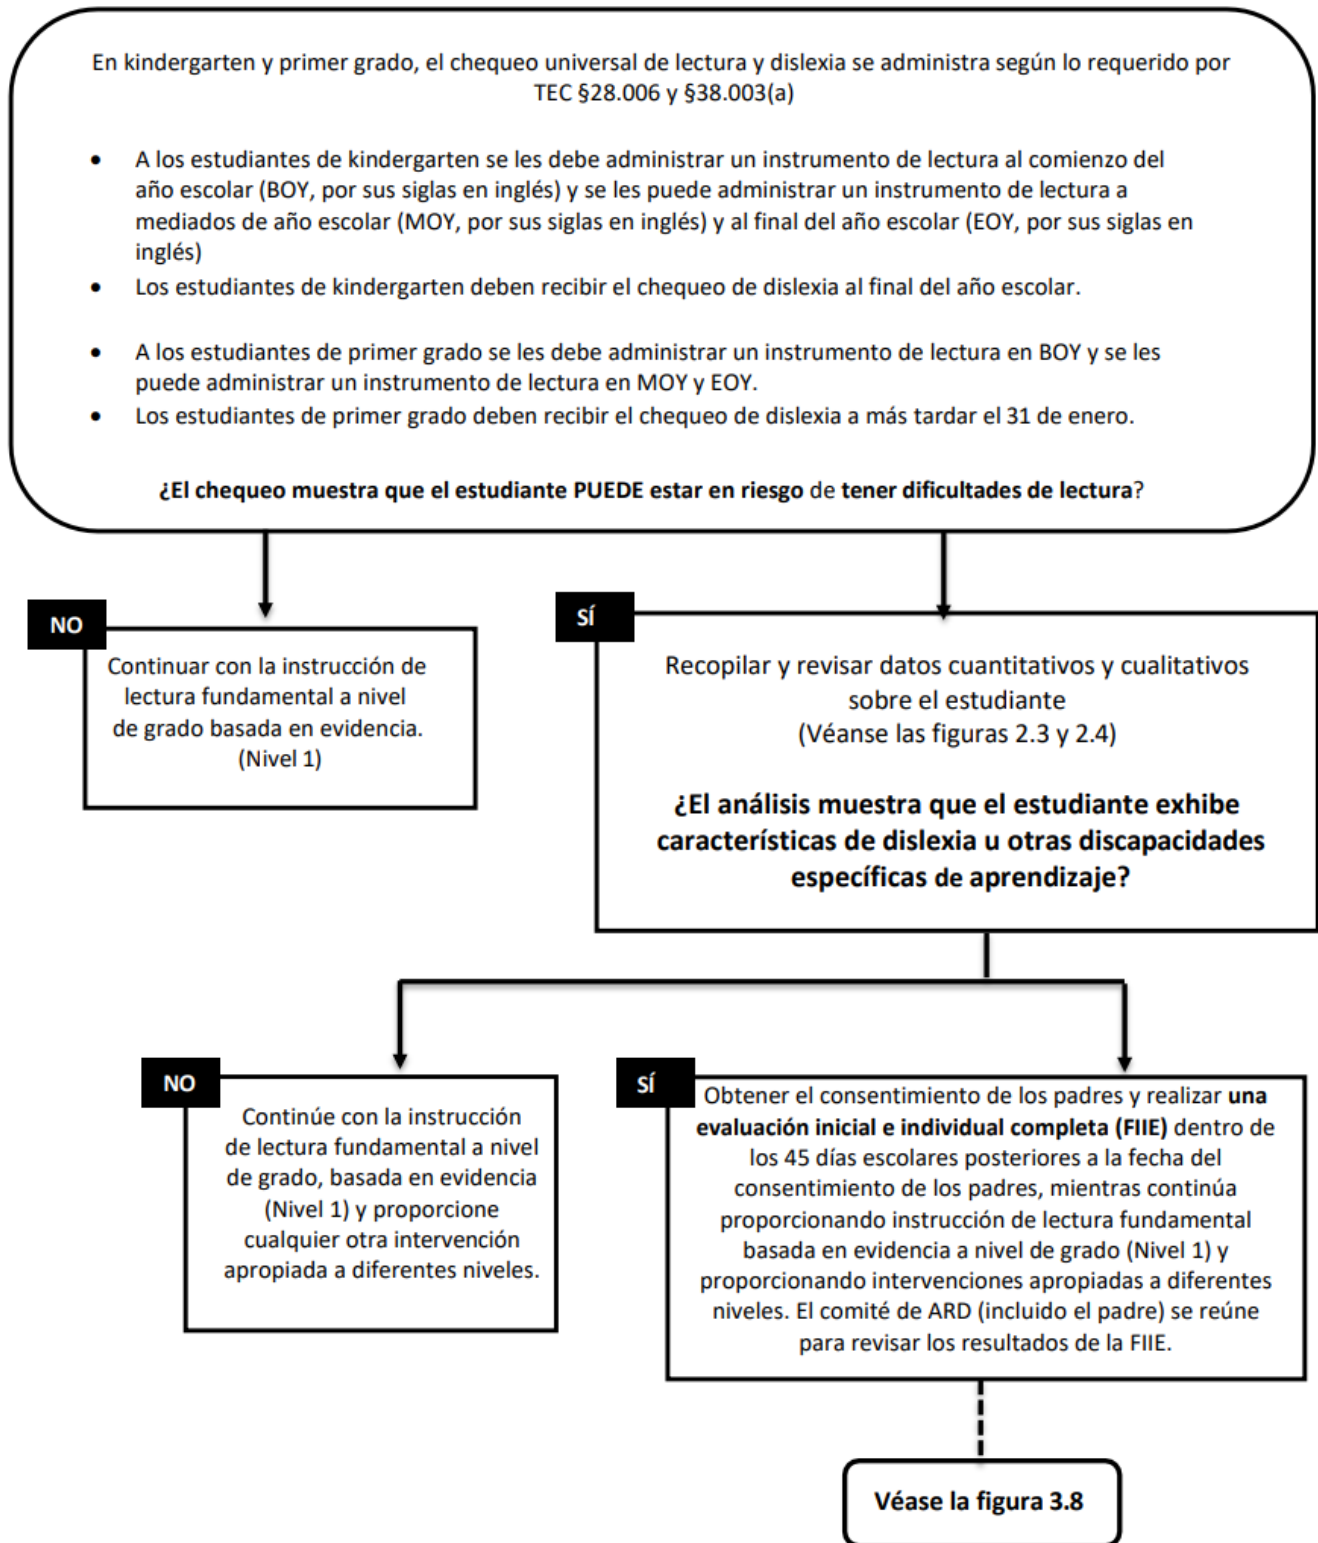 En kindergarten y primer grado, el chequeo universal de lectura y dislexia se administra según lo requerido por
TEC §28.006 y §38.003(a)
• A los estudiantes de kindergarten se les debe administrar un instrumento de lectura al comienzo del
año escolar (BOY, por sus siglas en inglés) y se les puede administrar un instrumento de lectura a
mediados de año escolar (MOY, por sus siglas en inglés) y al final del año escolar (EOY, por sus siglas en
inglés)
• Los estudiantes de kindergarten deben recibir el chequeo de dislexia al final del año escolar.
• A los estudiantes de primer grado se les debe administrar un instrumento de lectura en BOY y se les
puede administrar un instrumento de lectura en MOY y EOY.
• Los estudiantes de primer grado deben recibir el chequeo de dislexia a más tardar el 31 de enero.
¿El chequeo muestra que el estudiante PUEDE estar en riesgo de tener dificultades de lectura?
NO
Continuar con la instrucción de
lectura fundamental a nivel
de grado basada en evidencia.
(Nivel 1)
SÍ
Recopilar y revisar datos cuantitativos y cualitativos
sobre el estudiante
(Véanse las figuras 2.3 y 2.4)
¿El análisis muestra que el estudiante exhibe
características de dislexia u otras discapacidades
específicas de aprendizaje?
NO
Continúe con la instrucción
de lectura fundamental a nivel
de grado, basada en evidencia
(Nivel 1) y proporcione
cualquier otra intervención
apropiada a diferentes niveles.
SÍ
Obtener el consentimiento de los padres y realizar una
evaluación inicial e individual completa (FIIE) dentro de
los 45 días escolares posteriores a la fecha del
consentimiento de los padres, mientras continúa
proporcionando instrucción de lectura fundamental
basada en evidencia a nivel de grado (Nivel 1) y
proporcionando intervenciones apropiadas a diferentes
niveles. El comité de ARD (incluido el padre) se reúne
para revisar los resultados de la FIIE.
Véase la figura 3.8